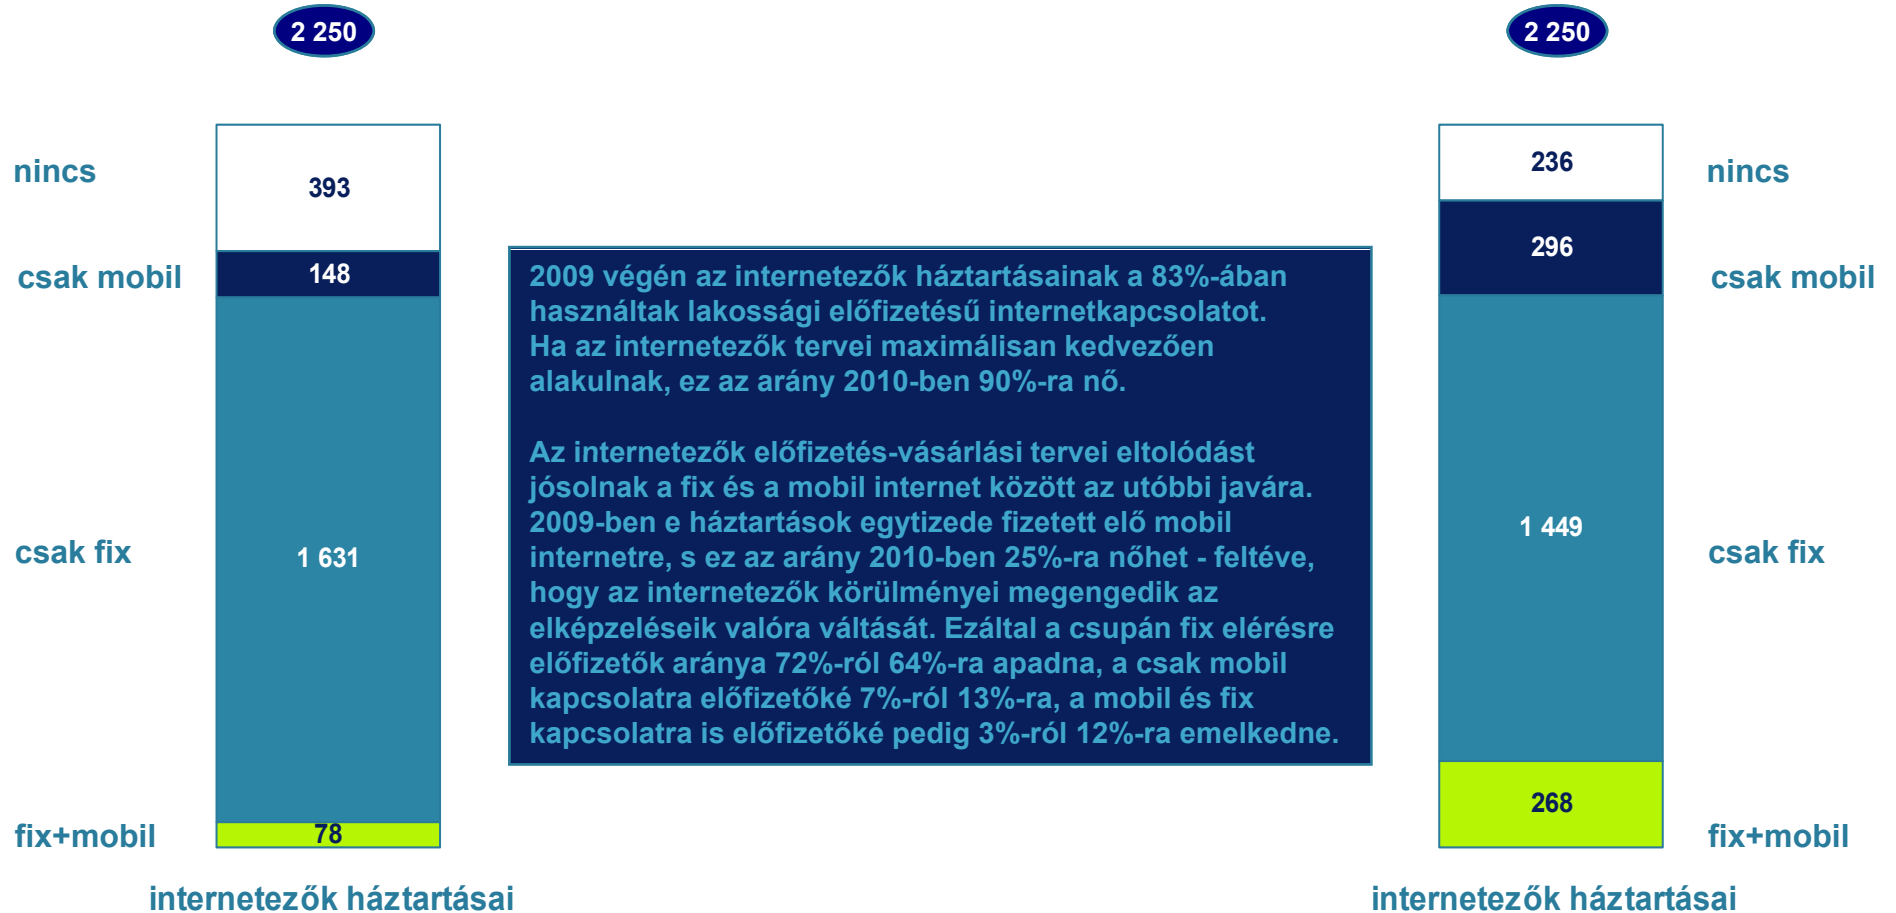 2 250
2 250
nincs
393
csak mobil
148
csak fix
1 631
fix+mobil
78
internetezők háztartásai
2009 végén az internetezők háztartásainak a 83%-ában
használtak lakossági előfizetésű internetkapcsolatot.
Ha az internetezők tervei maximálisan kedvezően
alakulnak, ez az arány 2010-ben 90%-ra nő.
Az internetezők előfizetés-vásárlási tervei eltolódást
jósolnak a fix és a mobil internet között az utóbbi javára.
2009-ben e háztartások egytizede fizetett elő mobil
internetre, s ez az arány 2010-ben 25%-ra nőhet - feltéve,
hogy az internetezők körülményei megengedik az
elképzeléseik valóra váltását. Ezáltal a csupán fix elérésre
előfizetők aránya 72%-ról 64%-ra apadna, a csak mobil
kapcsolatra előfizetőké 7%-ról 13%-ra, a mobil és fix
kapcsolatra is előfizetőké pedig 3%-ról 12%-ra emelkedne.
236
nincs
296
csak mobil
1 449
csak fix
268
fix+mobil
internetezők háztartásai